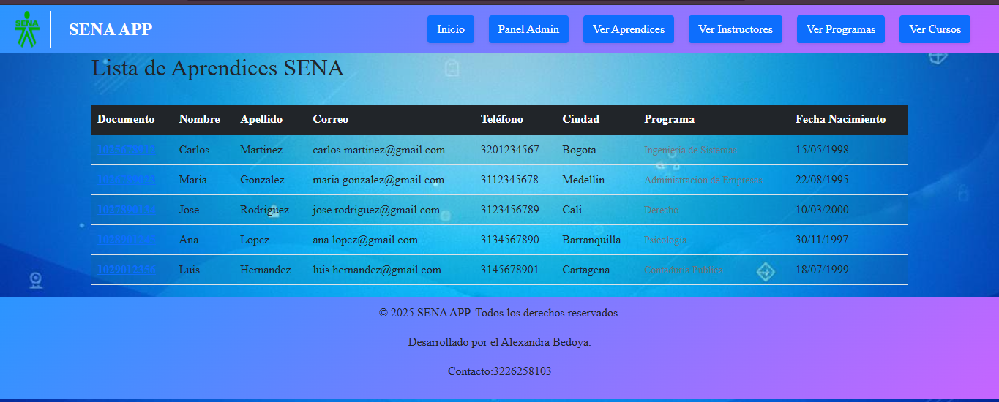 SENA
SENA APP
Inicio
Panel Admin
Ver Aprendices
Ver Instructores
Ver Programas
Ver Cursos
Lista de Aprendices SENA
Documento Nombre Apellido Correo Teléfono Ciudad Programa Fecha Nacimiento
Carlos Martinez carlos.martinez@gmail.com 3201234567 Bogota Ingenieria de Sistemas 15/05/1998
Maria Gonzalez maria.gonzalez@gmail.com 3112345678 Medellin Administracion de Empresas 22/08/1995
Jose Rodriguez jose.rodriguez@gmail.com 3123456789 Cali Derecho 10/03/2000
Ana Lopez ana.lopez@gmail.com 3134567890 Barranquilla Psicologia 30/11/1997
1029012356 Luis Hernandez luis.hernandez@gmail.com 3145678901 Cartagena Contaduria Publica 18/07/1999
© 2025 SENA APP. Todos los derechos reservados.
Desarrollado por el Alexandra Bedoya.
Contacto:3226258103